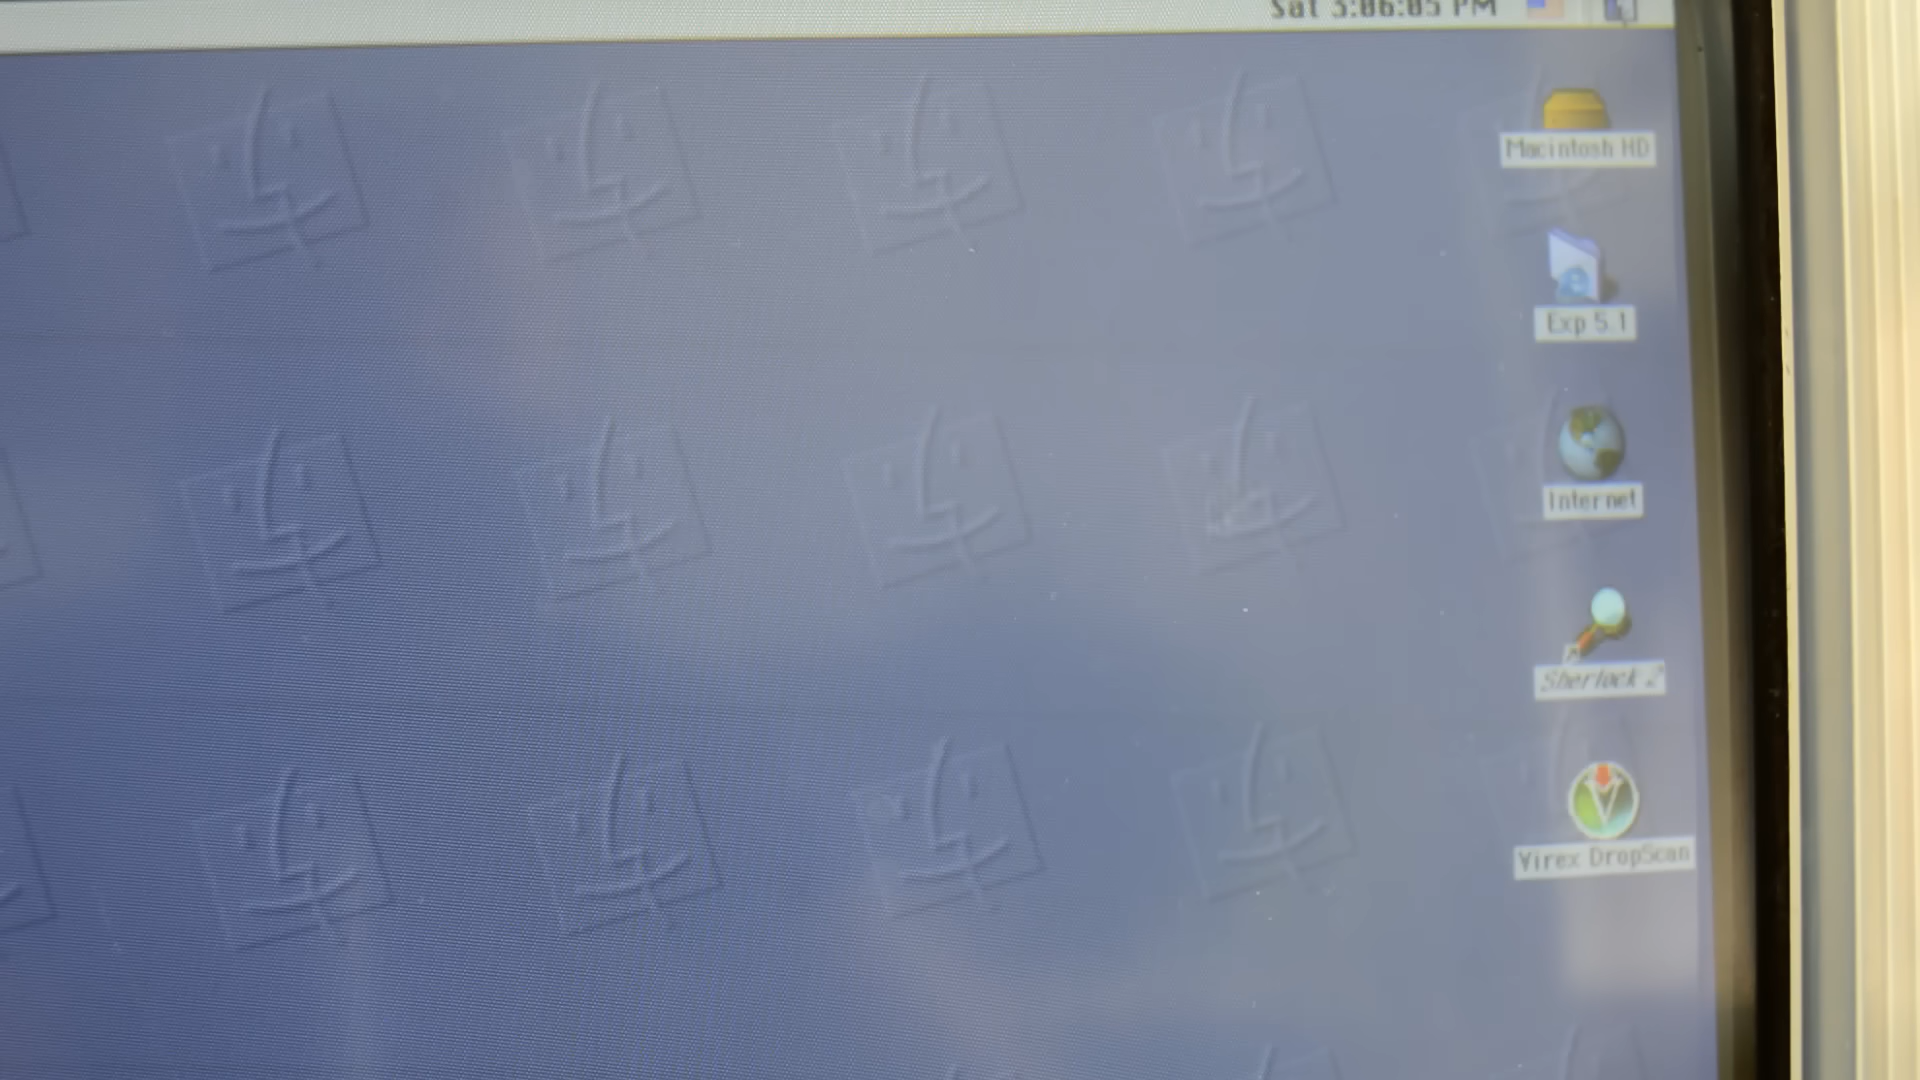 Sat 3:06:05 PM
Macintosh HD
Exp 5.1
Internet
Sherlock 2
Virex DropScan